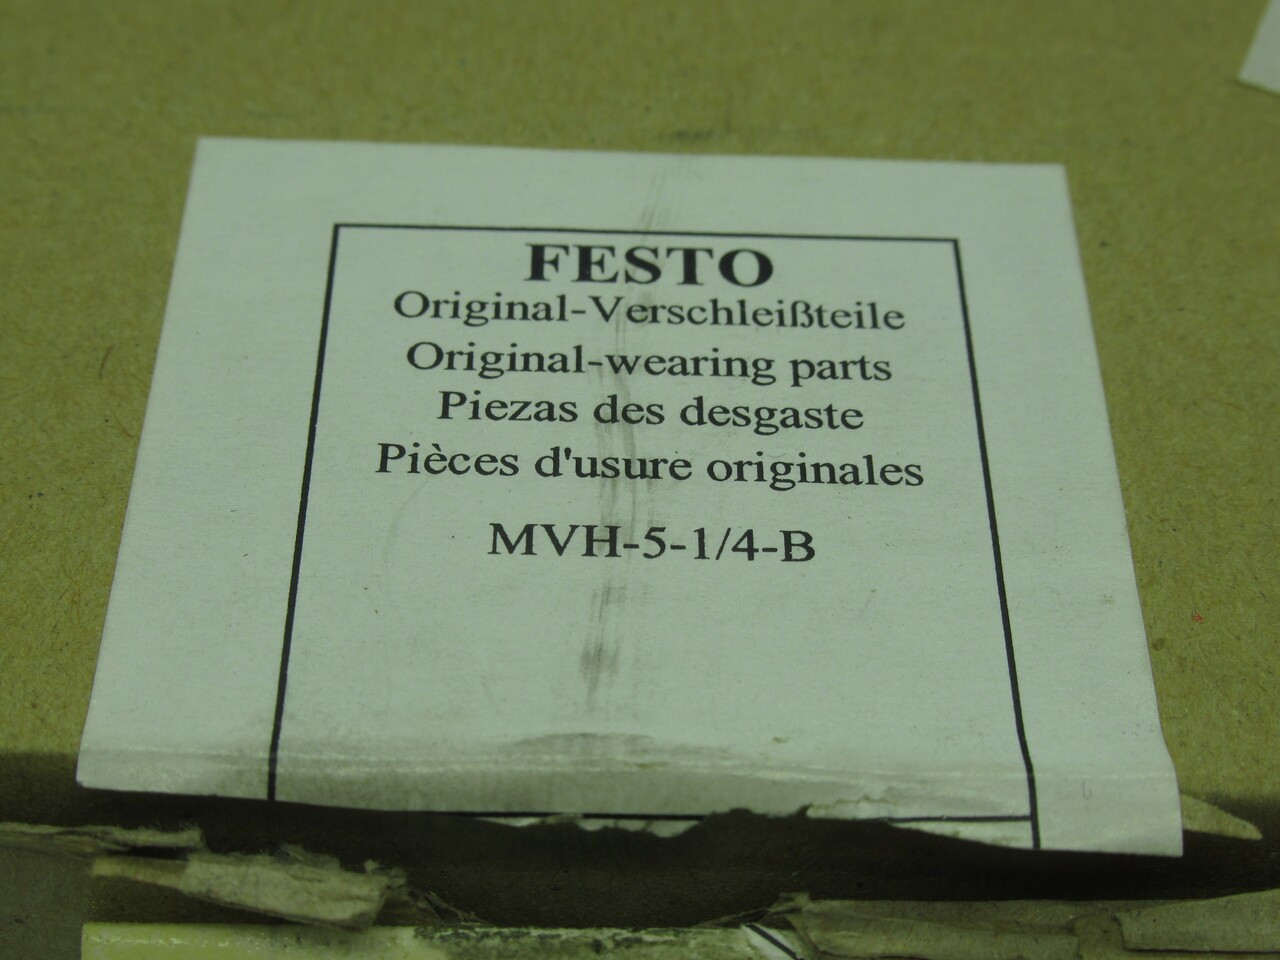 FESTO
Original-Verschleißteile
Original-wearing parts
Piezas des desgaste
Pièces d'usure originales
MVH-5-1/4-B